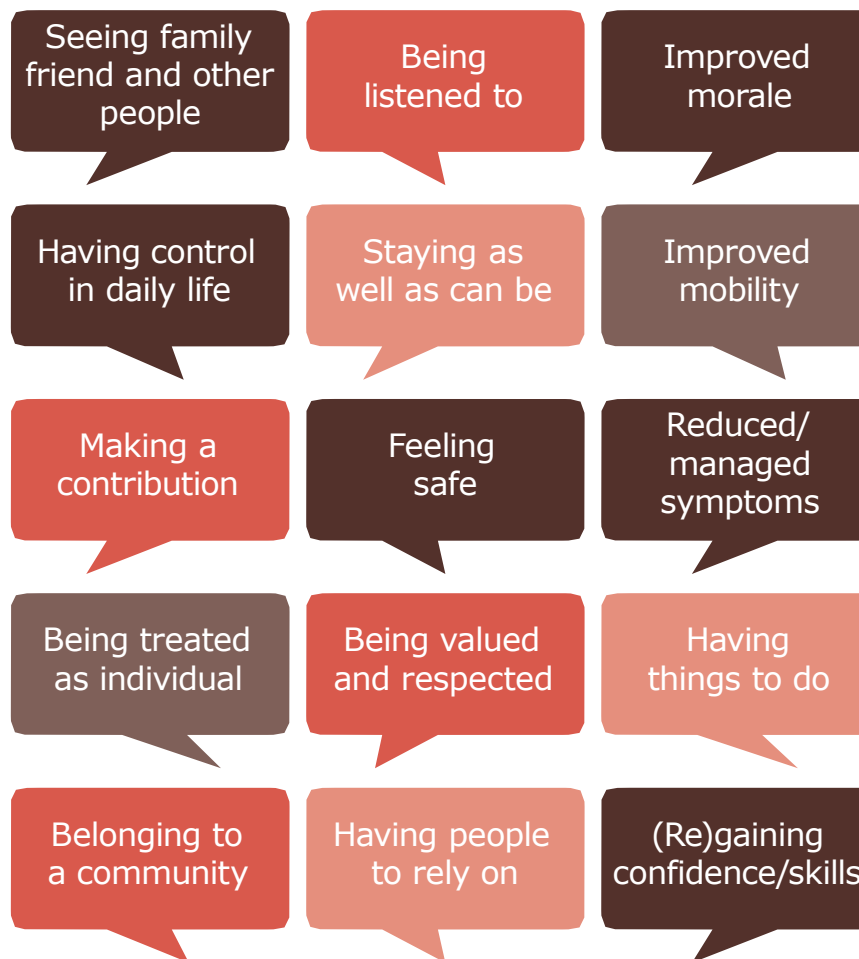 Seeing family
friend and other
people
Being
listened to
Improved
morale
Having control
in daily life
Staying as
well as can be
Improved
mobility
Making a
contribution
Feeling
safe
Reduced/
managed
symptoms
Being treated
as individual
Being valued
and respected
Having
things to do
Belonging to
a community
Having people
to rely on
(Re)gaining
confidence/skills